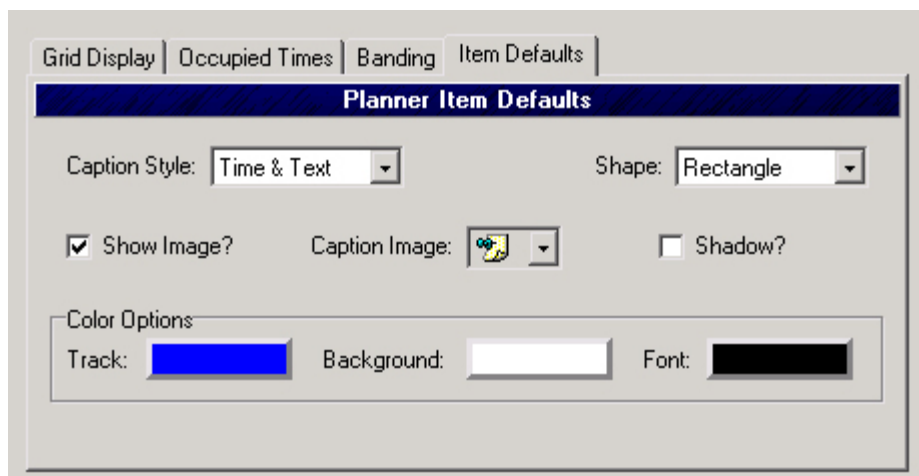 Grid Display Occupied Times Banding Item Defaults
Planner Item Defaults
Caption Style: Time & Text Shape: Rectangle
Show Image? Caption Image: Shadow?
Color Options
Track: Background: Font: